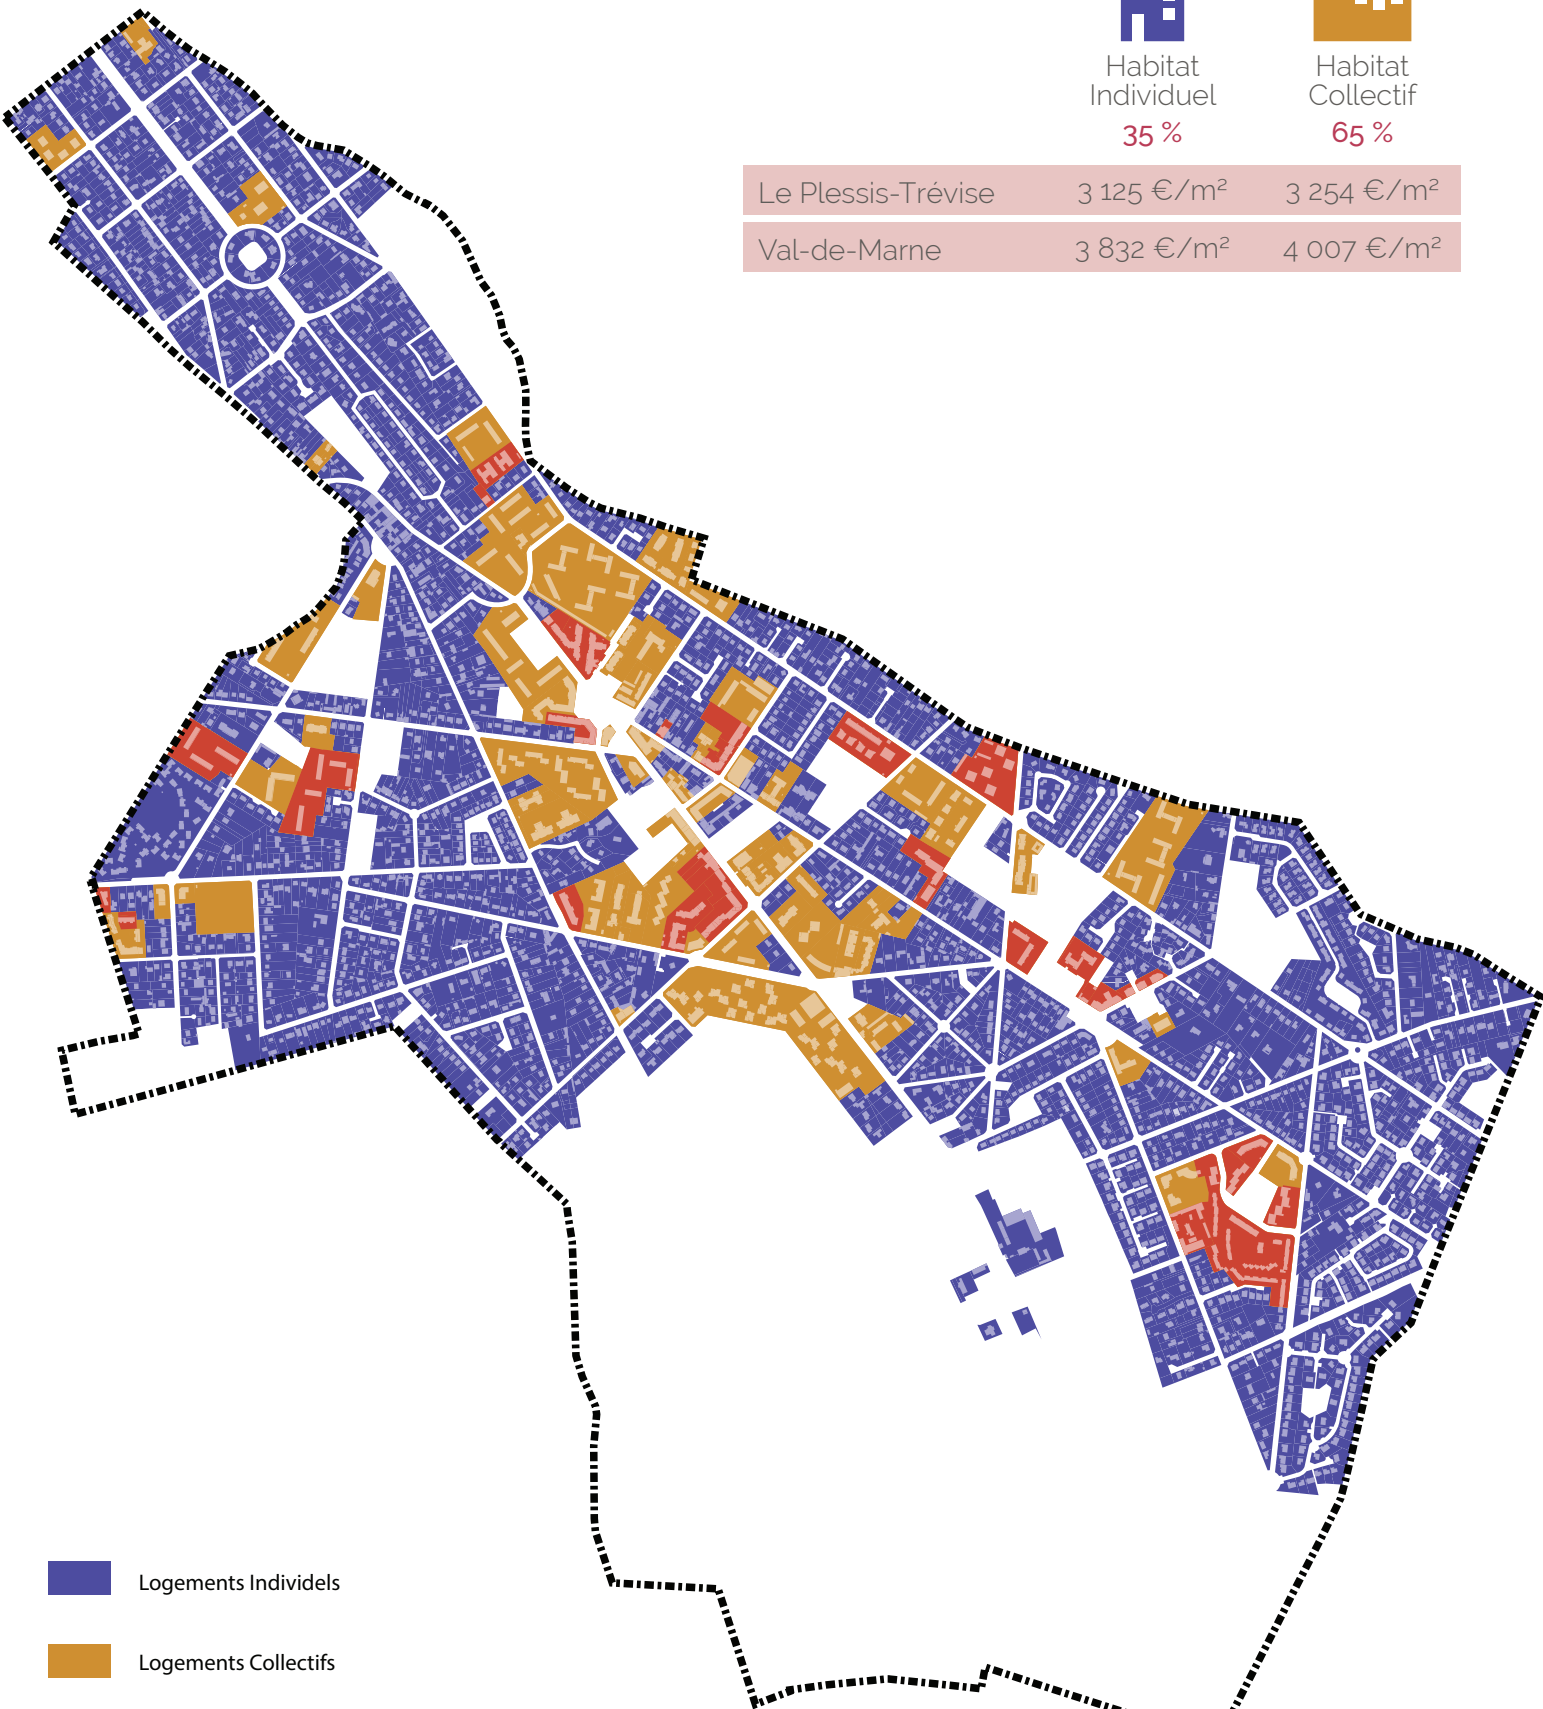 Habitat Individuel
35 %
Habitat Collectif
65 %
Le Plessis-Trévise 3 125 €/m² 3 254 €/m²
Val-de-Marne 3 832 €/m² 4 007 €/m²
Logements Individels
Logements Collectifs